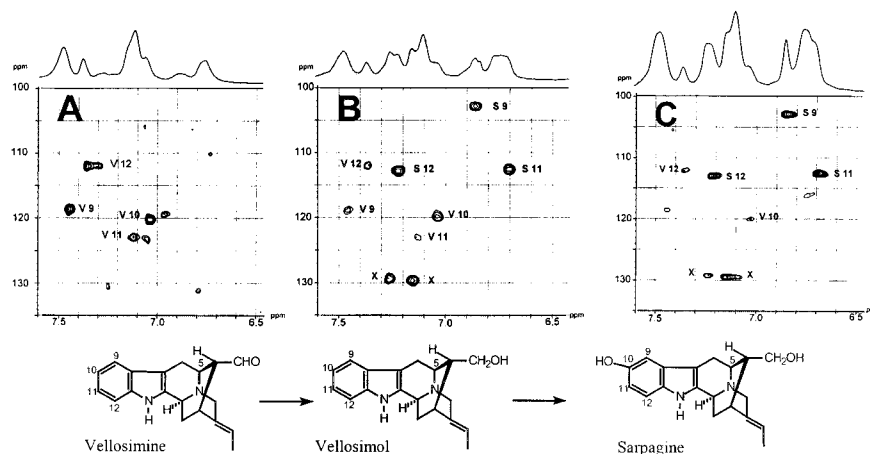 ppm
ppm
ppm
100
A
110
V 12
V 9
120
V 10
V 11
130
7.5
7.0
6.5
ppm
100
B
S 9
110
V 12
S 12
S 11
V 9
120
V 10
V 11
130
X
X
7.5
7.0
6.5
ppm
100
C
S 9
110
V 12
S 12
S 11
120
V 10
130
X
7.5
7.0
6.5
H
5
CHO
9
10
11
12
N
H
N
H
Vellosimine
H
5
CH2OH
9
10
11
12
N
H
N
H
Vellosimol
H
5
CH2OH
HO
10
9
11
12
N
H
N
H
Sarpagine